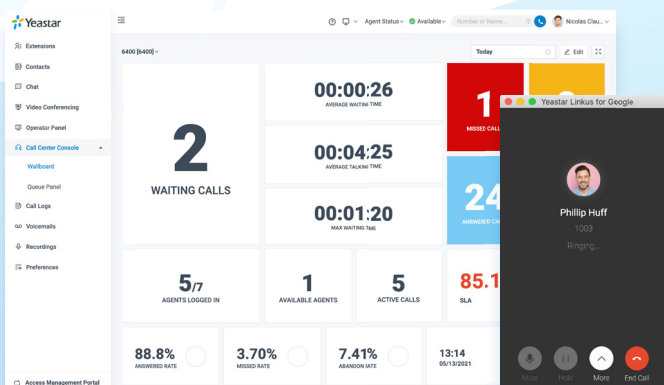 Yeastar
Agent Status
Available
Number or Name...
Nicolas Clau...
Extensions
Contacts
Chat
Video Conferencing
Operator Panel
Call Center Console
Wallboard
Queue Panel
Call Logs
Voicemails
Recordings
Preferences
Access Management Portal
6400 [6400]
Today
Edit
2
WAITING CALLS
00:00:26
AVERAGE WAITING TIME
00:04:25
AVERAGE TALKING TIME
00:01:20
MAX WAITING TIME
1
MISSED CALL
24
ANSWERED CA
5/7
AGENTS LOGGED IN
1
AVAILABLE AGENTS
5
ACTIVE CALLS
85.1
SLA
88.8%
ANSWERED RATE
3.70%
MISSED RATE
7.41%
ABANDON RATE
13:14
05/13/2021
Yeastar Linkus for Google
Phillip Huff
1003
Ringing...
Mute
Hold
More
End Call